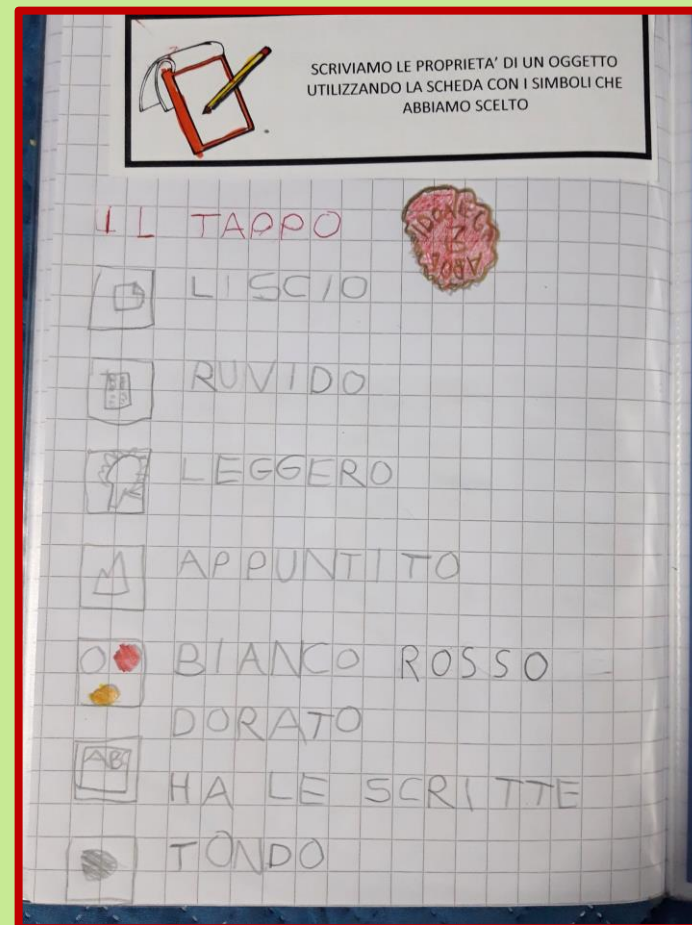 SCRIVIAMO LE PROPRIETA' DI UN OGGETTO
UTILIZZANDO LA SCHEDA CON I SIMBOLI CHE
ABBIAMO SCELTO
IL TAPPO
LISCIO
RUVIDO
LEGGERO
APPUNTITO
BIANCO ROSSO
DORATO
ABC
HA LE SCRITTE
TONDO